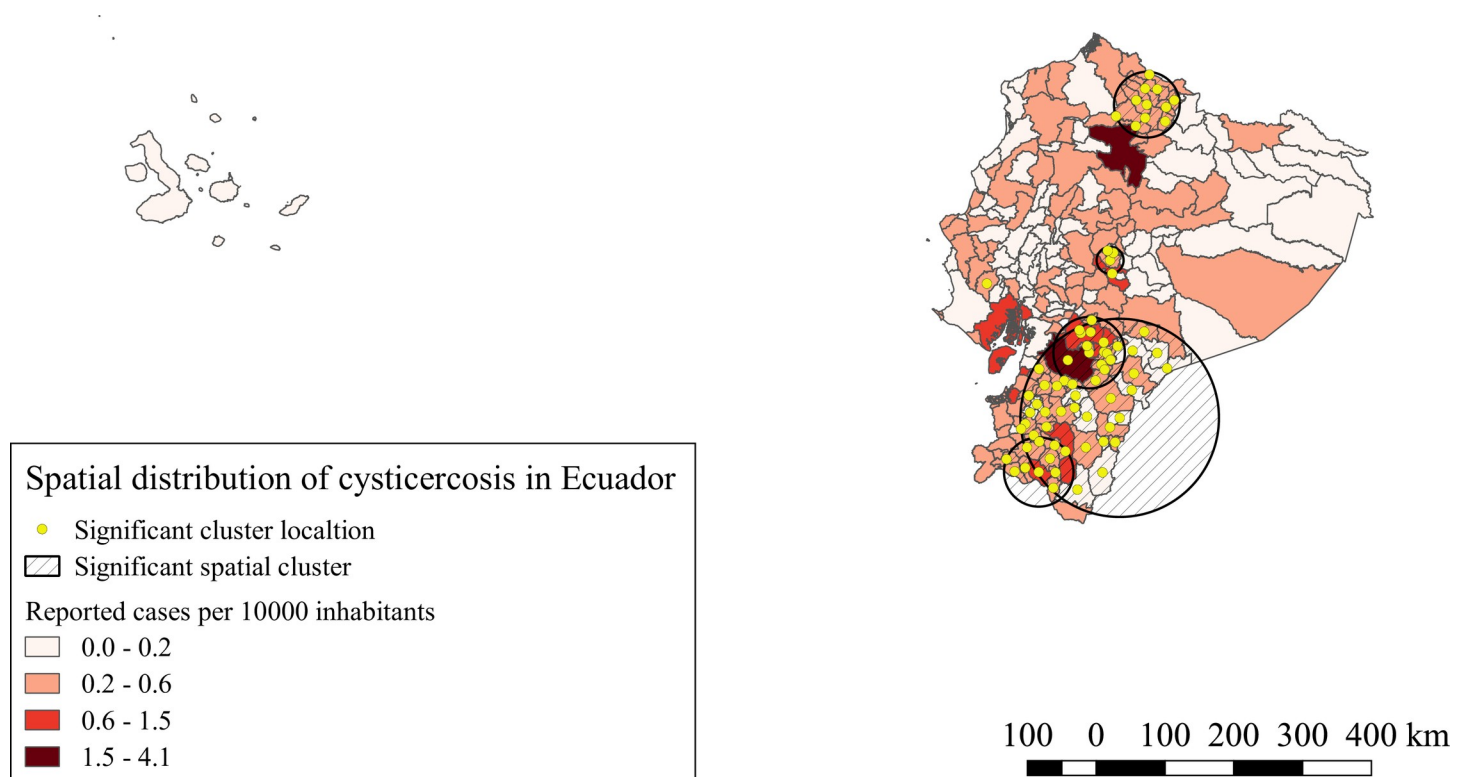 Spatial distribution of cysticercosis in Ecuador
Significant cluster localtion
Significant spatial cluster
Reported cases per 10000 inhabitants
0.0 - 0.2
0.2 - 0.6
0.6 - 1.5
1.5 - 4.1
100 0 100 200 300 400 km